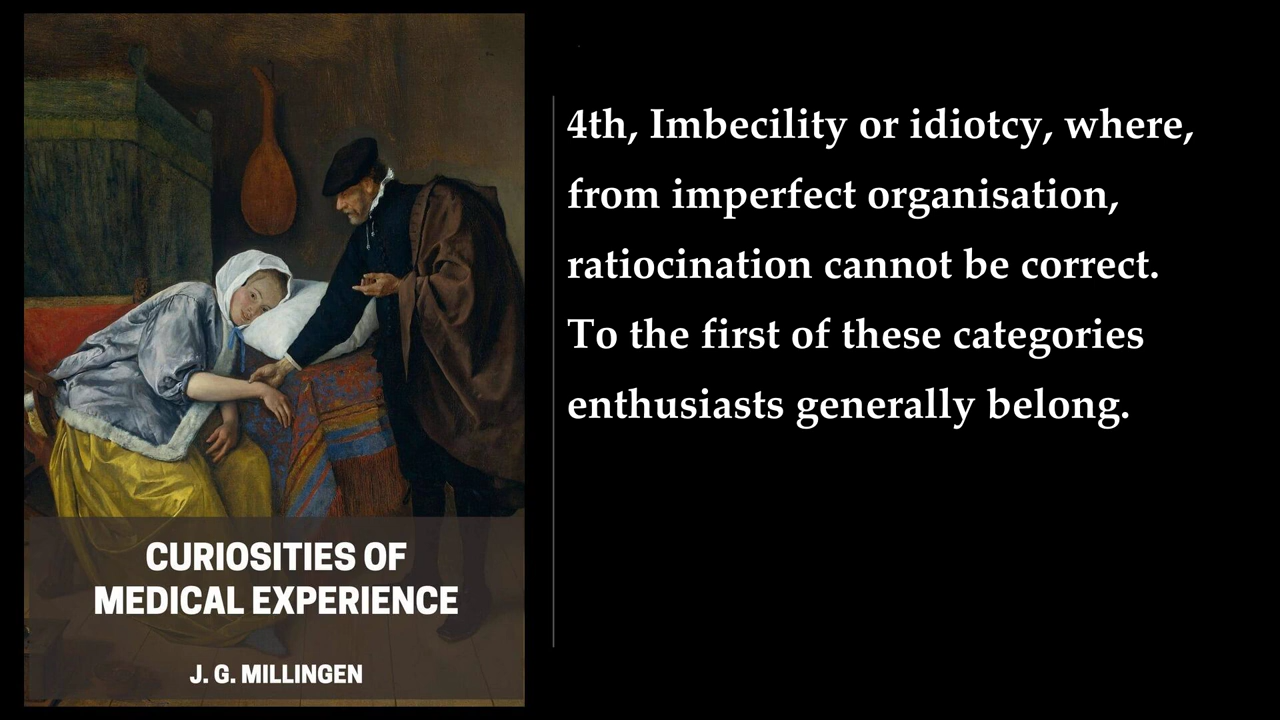 4th, Imbecility or idiotcy, where,
from imperfect organisation,
ratiocination cannot be correct.
To the first of these categories
enthusiasts generally belong.
CURIOSITIES OF
MEDICAL EXPERIENCE
J. G. MILLINGEN